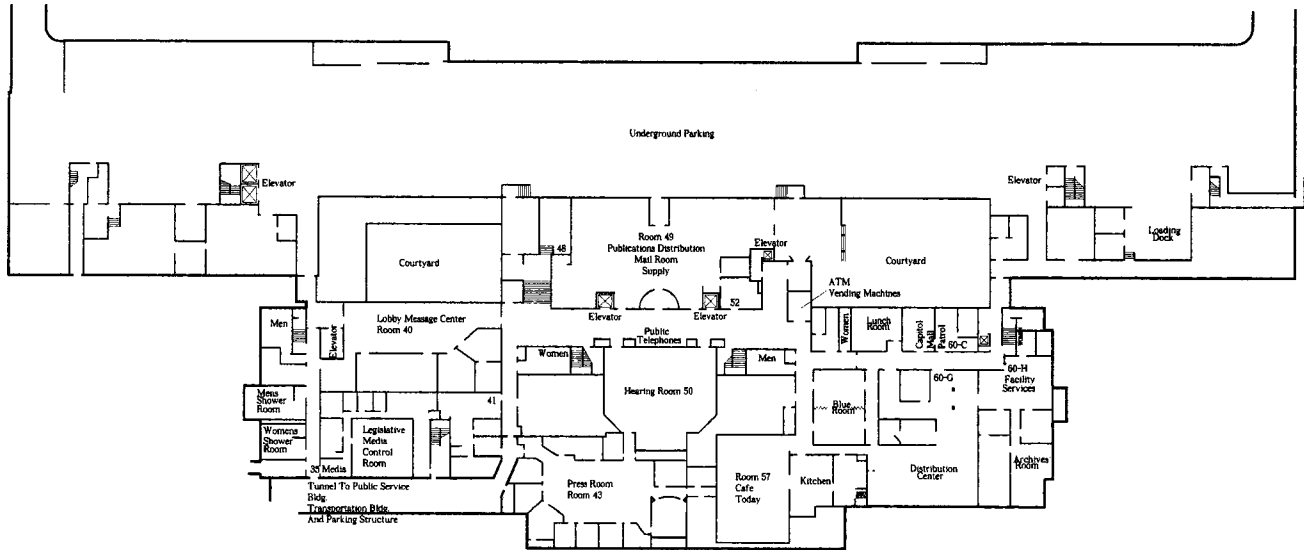 Underground Parking
Elevator
Elevator
Loading
Dock
Courtyard
48
Room 49
Publications Distribution
Mail Room
Supply
Elevator
Courtyard
ATM
Vending Machines
52
Elevator
Elevator
Men
Elevator
Lobby Message Center
Room 40
Public
Telephones
Women
Lunch
Room
Capitol
Mall
Patrol
60-C
Women
Men
Hearing Room 50
60-G
60-H
Facility
Services
Mens
Shower
Room
41
Blue
Room
Womens
Shower
Room
Legislative
Media
Control
Room
35 Media
Tunnel To Public Service
Bldg.
Transportation Bldg.
And Parking Structure
Press Room
Room 43
Room 57
Cafe
Today
Kitchen
Distribution
Center
Archives
Room